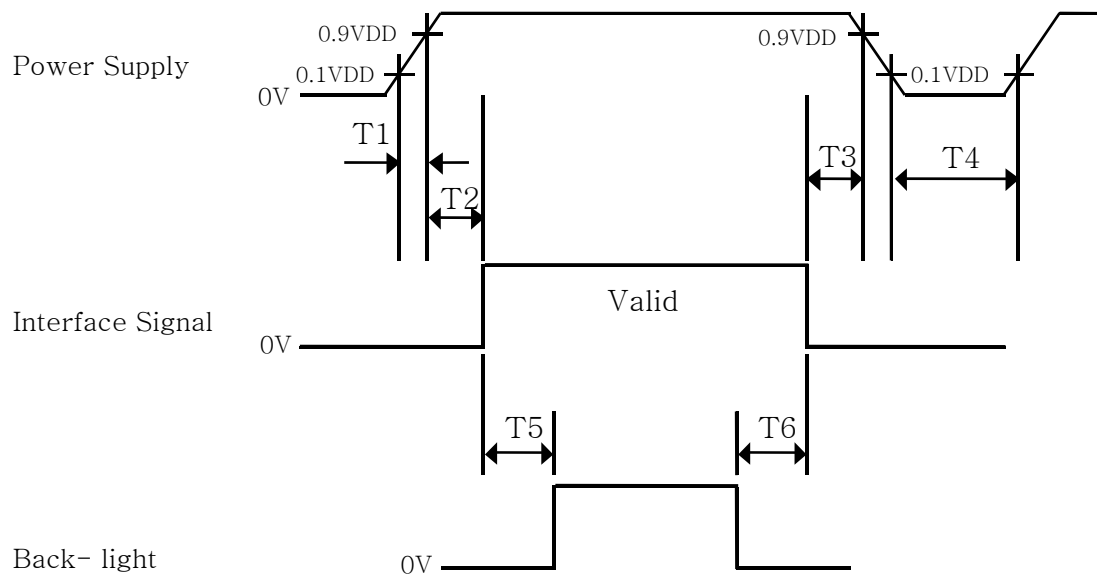 0.9VDD
0.9VDD
Power Supply
0.1VDD
0.1VDD
0V
T1
T3
T4
T2
Valid
Interface Signal
0V
T5
T6
Back- light
0V